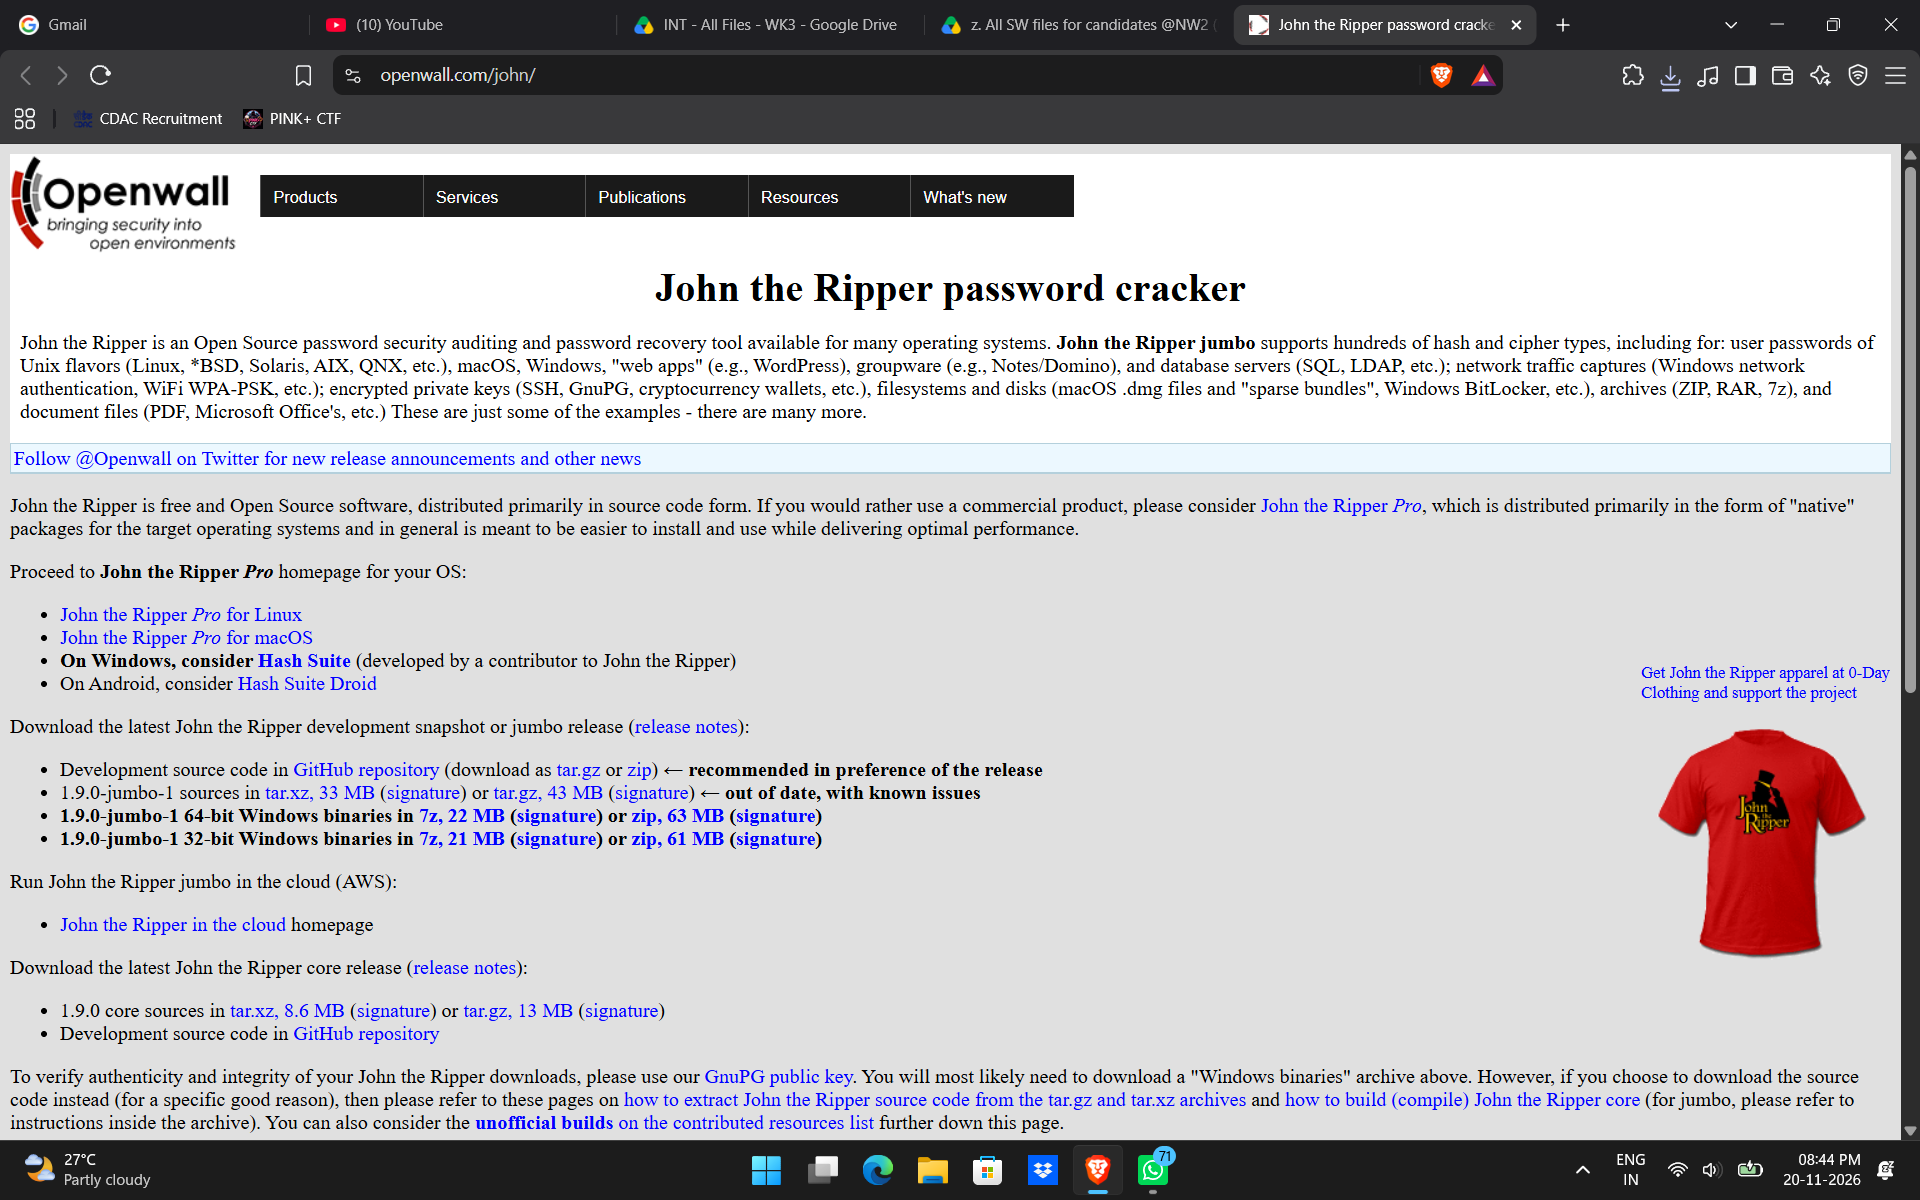 Gmail
(10) YouTube
INT - All Files - WK3 - Google Drive
z. All SW files for candidates @NW2
John the Ripper password cracke
openwall.com/john/
CDAC Recruitment
PINK+ CTF
Openwall
bringing security into
open environments
Products
Services
Publications
Resources
What's new
John the Ripper password cracker
John the Ripper is an Open Source password security auditing and password recovery tool available for many operating systems. John the Ripper jumbo supports hundreds of hash and cipher types, including for: user passwords of
Unix flavors (Linux, *BSD, Solaris, AIX, QNX, etc.), macOS, Windows, "web apps" (e.g., WordPress), groupware (e.g., Notes/Domino), and database servers (SQL, LDAP, etc.); network traffic captures (Windows network
authentication, WiFi WPA-PSK, etc.); encrypted private keys (SSH, GnuPG, cryptocurrency wallets, etc.), filesystems and disks (macOS .dmg files and "sparse bundles", Windows BitLocker, etc.), archives (ZIP, RAR, 7z), and
document files (PDF, Microsoft Office's, etc.) These are just some of the examples - there are many more.
Follow @Openwall on Twitter for new release announcements and other news
John the Ripper is free and Open Source software, distributed primarily in source code form. If you would rather use a commercial product, please consider John the Ripper Pro, which is distributed primarily in the form of "native"
packages for the target operating systems and in general is meant to be easier to install and use while delivering optimal performance.
Proceed to John the Ripper Pro homepage for your OS:
• John the Ripper Pro for Linux
• John the Ripper Pro for macOS
• On Windows, consider Hash Suite (developed by a contributor to John the Ripper)
• On Android, consider Hash Suite Droid
Get John the Ripper apparel at 0-Day
Clothing and support the project
John
the
Ripper
Download the latest John the Ripper development snapshot or jumbo release (release notes):
• Development source code in GitHub repository (download as tar.gz or zip) ← recommended in preference of the release
• 1.9.0-jumbo-1 sources in tar.xz, 33 MB (signature) or tar.gz, 43 MB (signature) ← out of date, with known issues
• 1.9.0-jumbo-1 64-bit Windows binaries in 7z, 22 MB (signature) or zip, 63 MB (signature)
• 1.9.0-jumbo-1 32-bit Windows binaries in 7z, 21 MB (signature) or zip, 61 MB (signature)
Run John the Ripper jumbo in the cloud (AWS):
• John the Ripper in the cloud homepage
Download the latest John the Ripper core release (release notes):
• 1.9.0 core sources in tar.xz, 8.6 MB (signature) or tar.gz, 13 MB (signature)
• Development source code in GitHub repository
To verify authenticity and integrity of your John the Ripper downloads, please use our GnuPG public key. You will most likely need to download a "Windows binaries" archive above. However, if you choose to download the source
code instead (for a specific good reason), then please refer to these pages on how to extract John the Ripper source code from the tar.gz and tar.xz archives and how to build (compile) John the Ripper core (for jumbo, please refer to
instructions inside the archive). You can also consider the unofficial builds on the contributed resources list further down this page.
27°C
Partly cloudy
71
ENG
IN
08:44 PM
20-11-2026